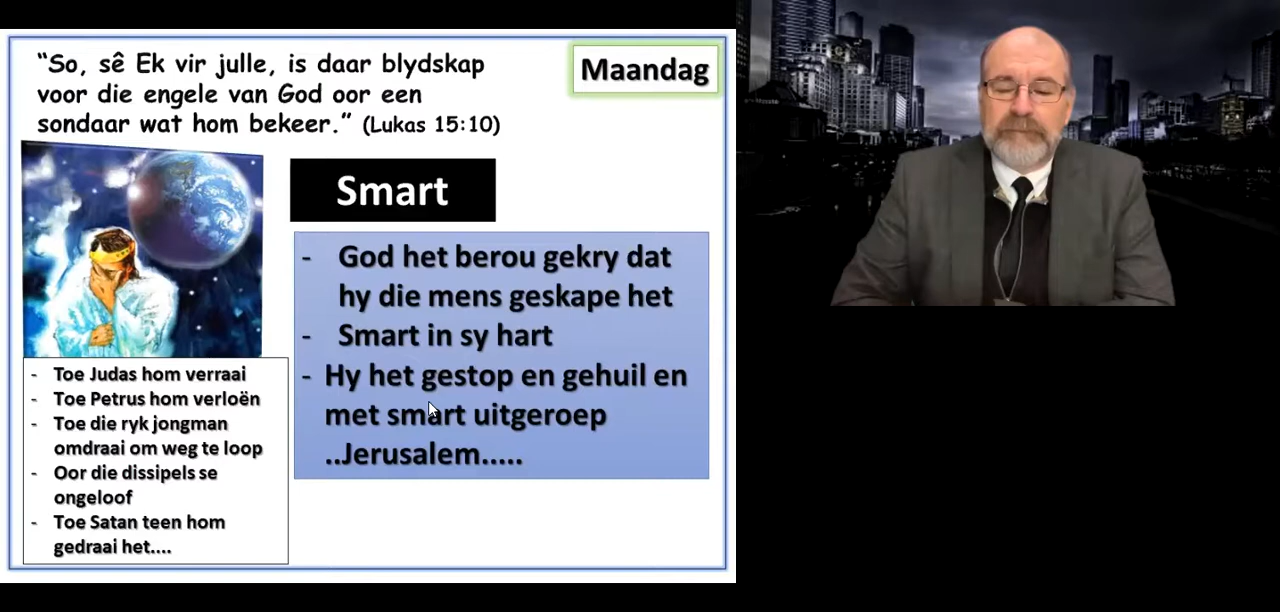 “So, sê Ek vir julle, is daar blydskap
voor die engele van God oor een
sondaar wat hom bekeer.” (Lukas 15:10)
Maandag
Smart
- God het berou gekry dat
hy die mens geskape het
- Smart in sy hart
- Hy het gestop en gehuil en
met smart uitgeroep
..Jerusalem.....
- Toe Judas hom verraai
- Toe Petrus hom verloën
- Toe die ryk jongman
omdraai om weg te loop
- Oor die dissipels se
ongeloof
- Toe Satan teen hom
gedraai het....